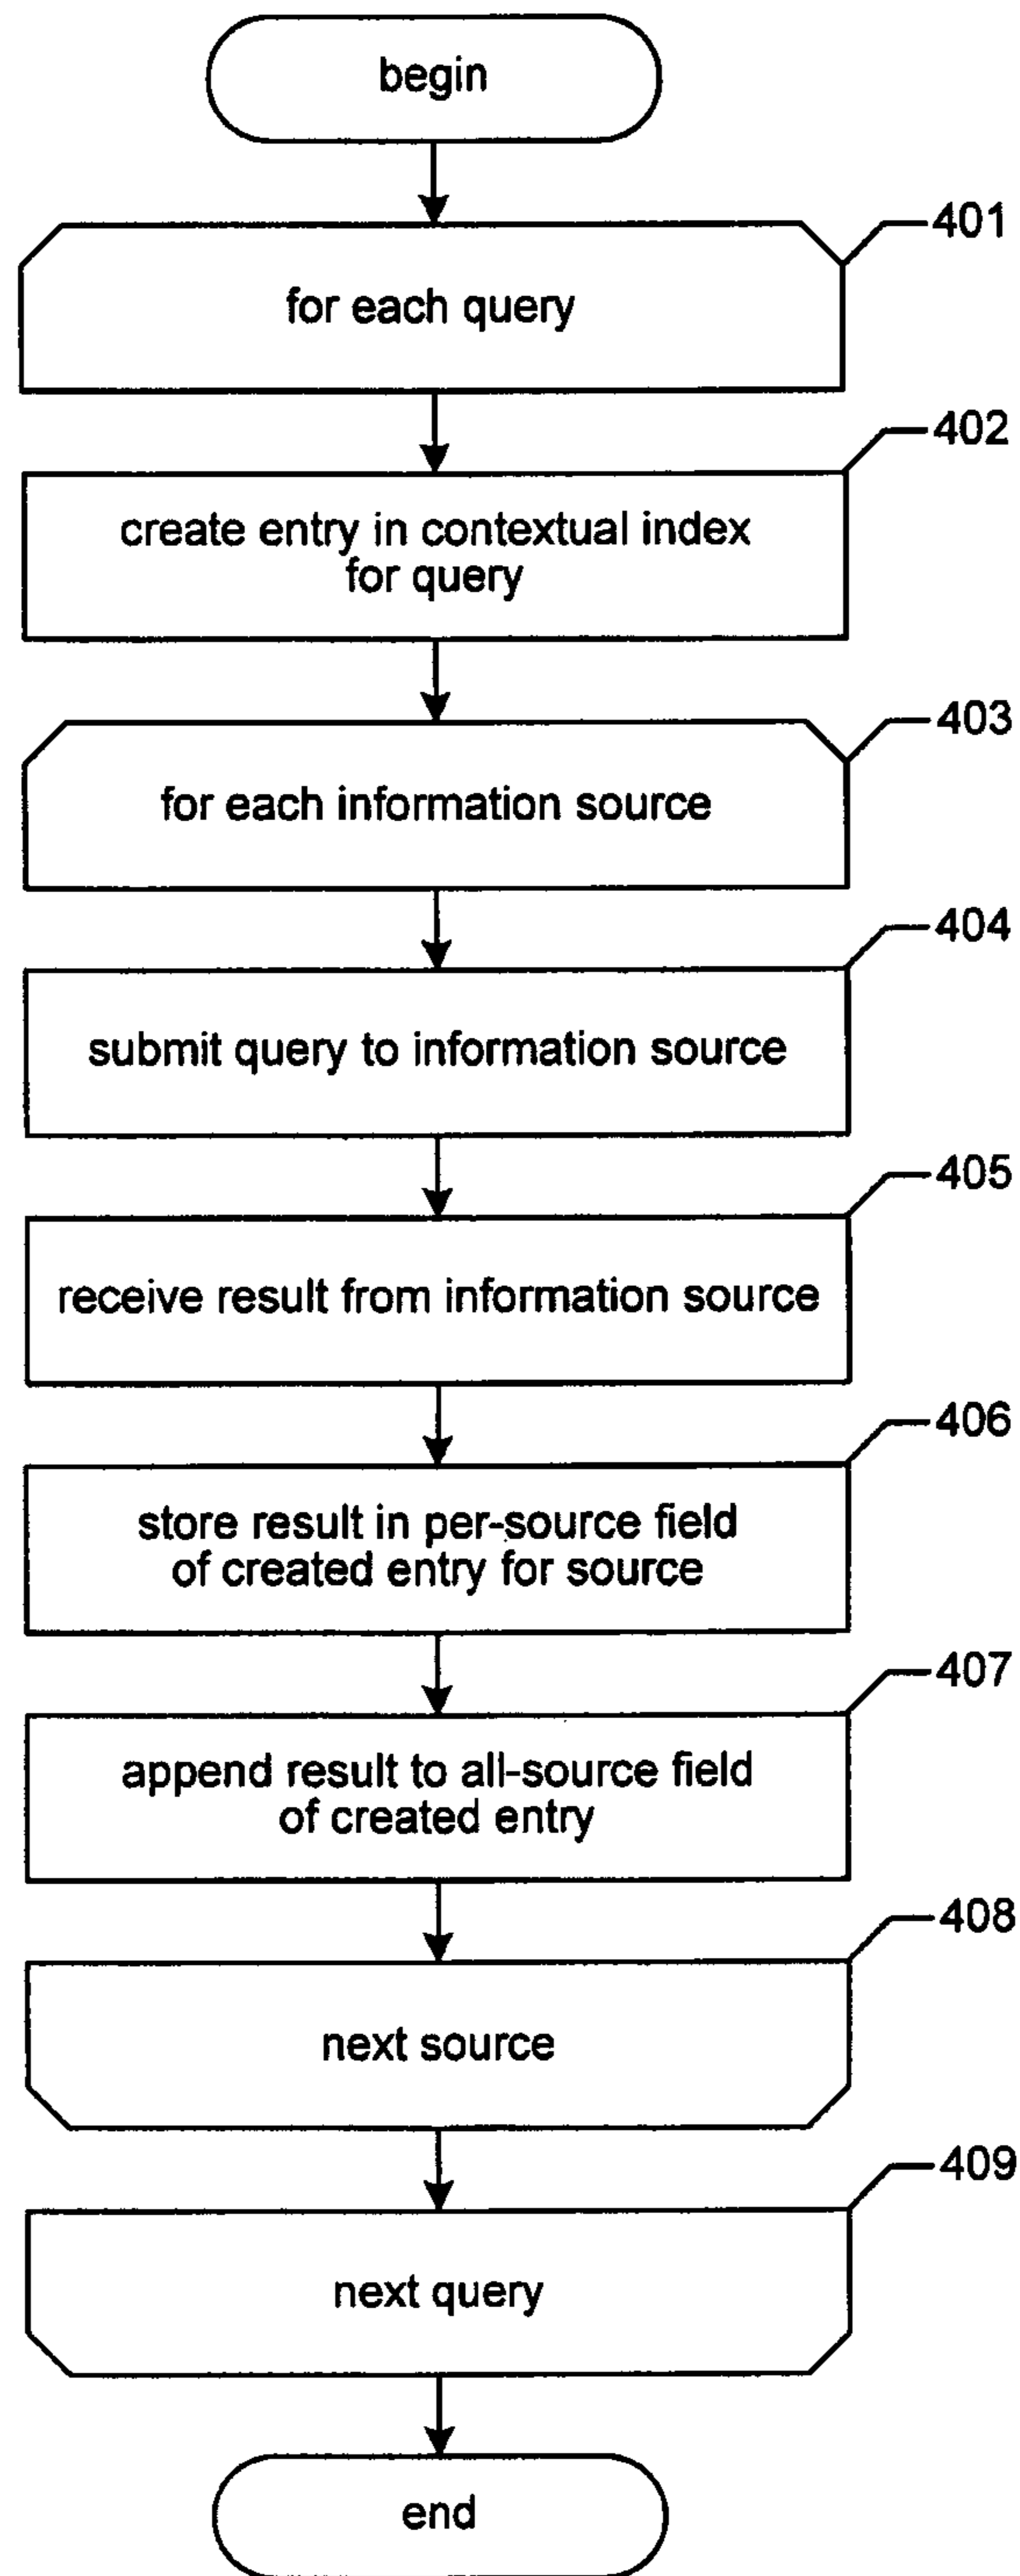 begin
401
for each query
402
create entry in contextual index
for query
403
for each information source
404
submit query to information source
405
receive result from information source
406
store result in per-source field
of created entry for source
407
append result to all-source field
of created entry
408
next source
409
next query
end